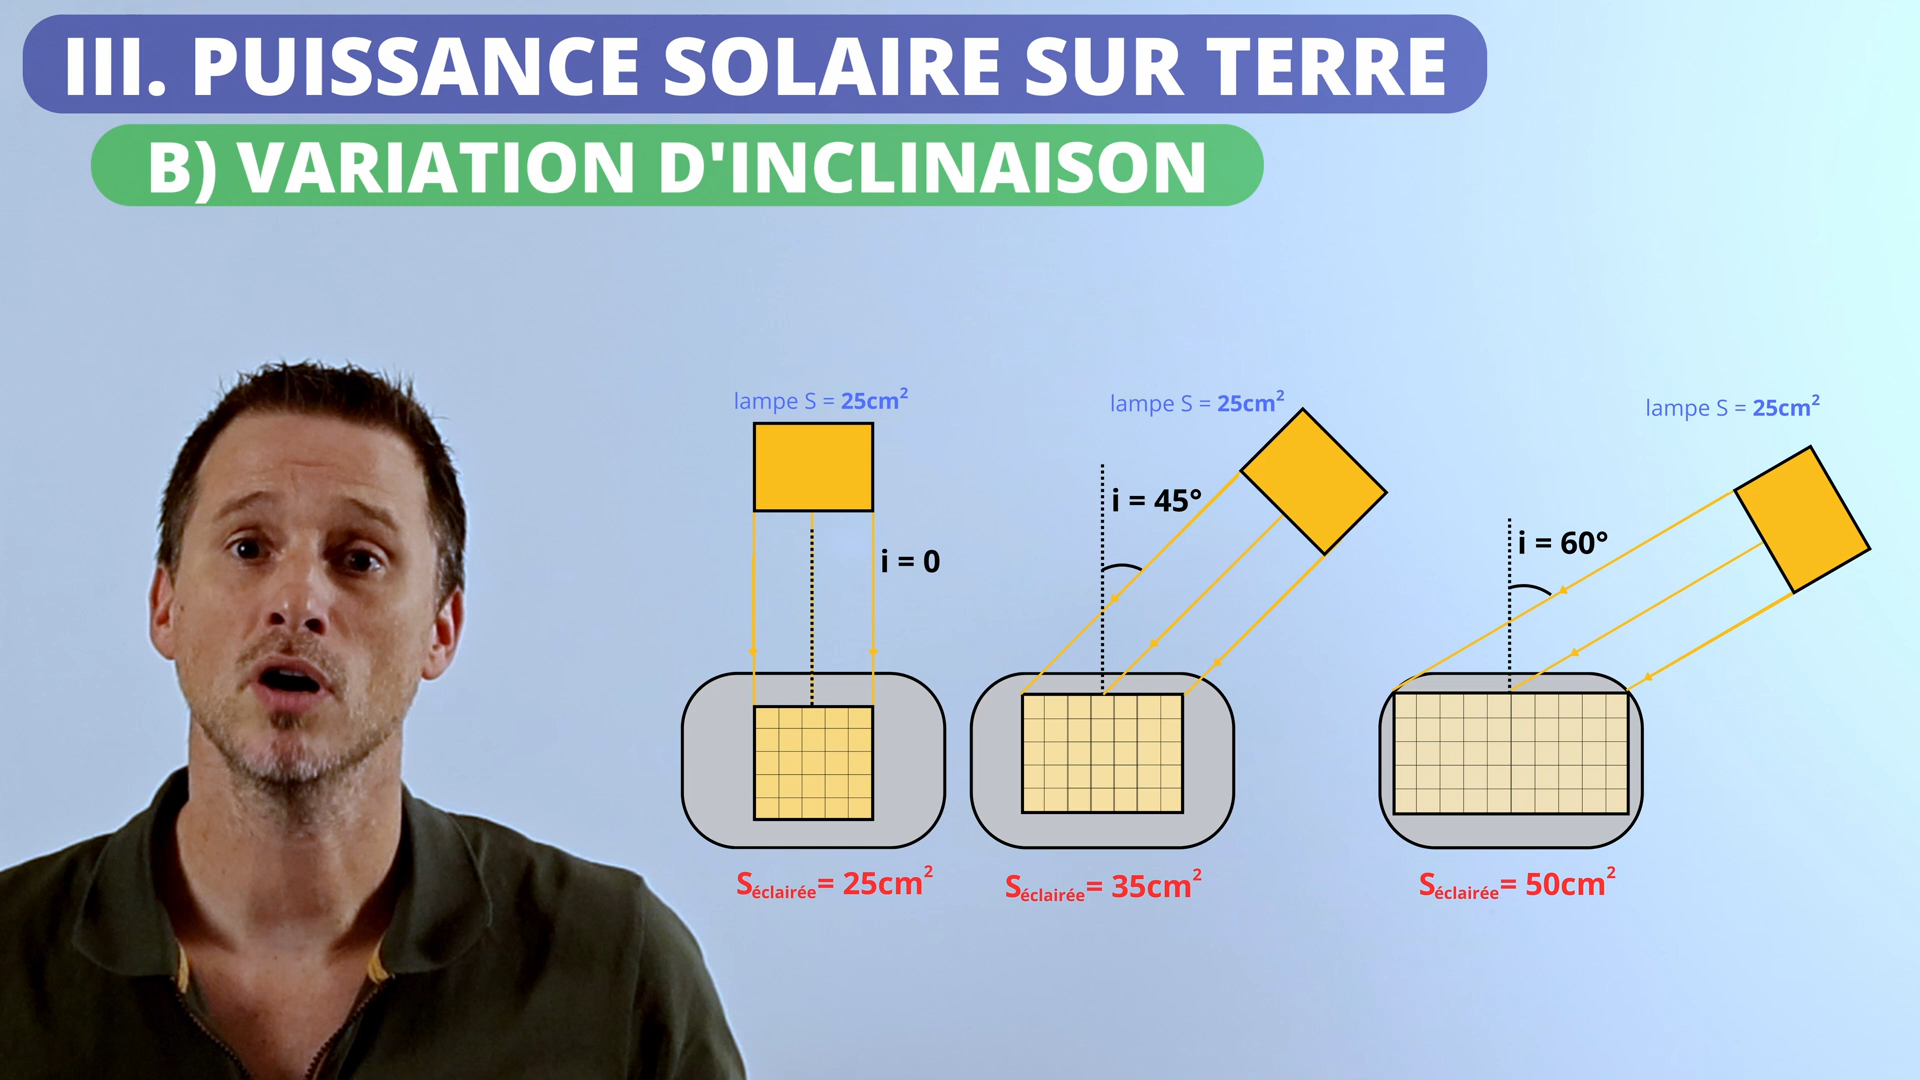 III. PUISSANCE SOLAIRE SUR TERRE
B) VARIATION D'INCLINAISON
lampe S = 25cm²
lampe S = 25cm²
lampe S = 25cm²
i = 0
i = 45°
i = 60°
Séclairée= 25cm²
Séclairée= 35cm²
Séclairée= 50cm²